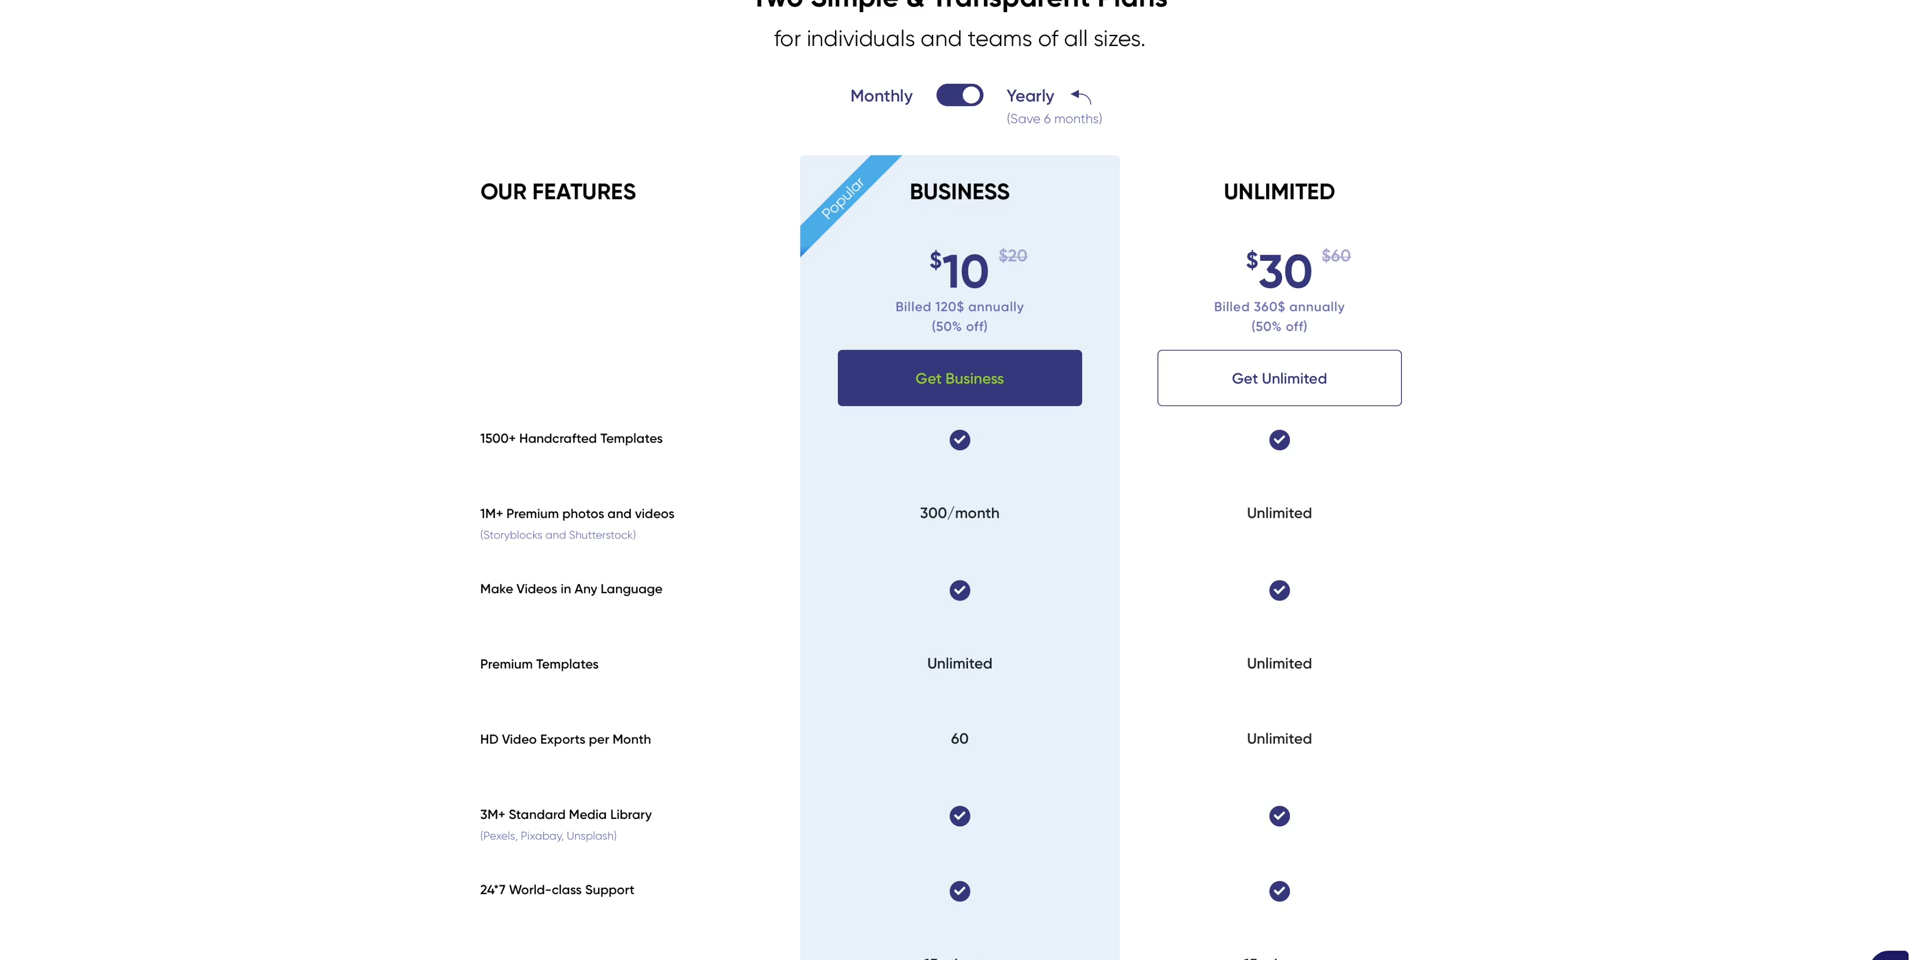 Two Simple & Transparent Plans
for individuals and teams of all sizes.
Monthly
Yearly
(Save 6 months)
OUR FEATURES
Popular
BUSINESS
UNLIMITED
$10 $20
$30 $60
Billed 120$ annually
(50% off)
Billed 360$ annually
(50% off)
Get Business
Get Unlimited
1500+ Handcrafted Templates
1M+ Premium photos and videos
(Storyblocks and Shutterstock)
300/month
Unlimited
Make Videos in Any Language
Premium Templates
Unlimited
Unlimited
HD Video Exports per Month
60
Unlimited
3M+ Standard Media Library
(Pexels, Pixabay, Unsplash)
24*7 World-class Support